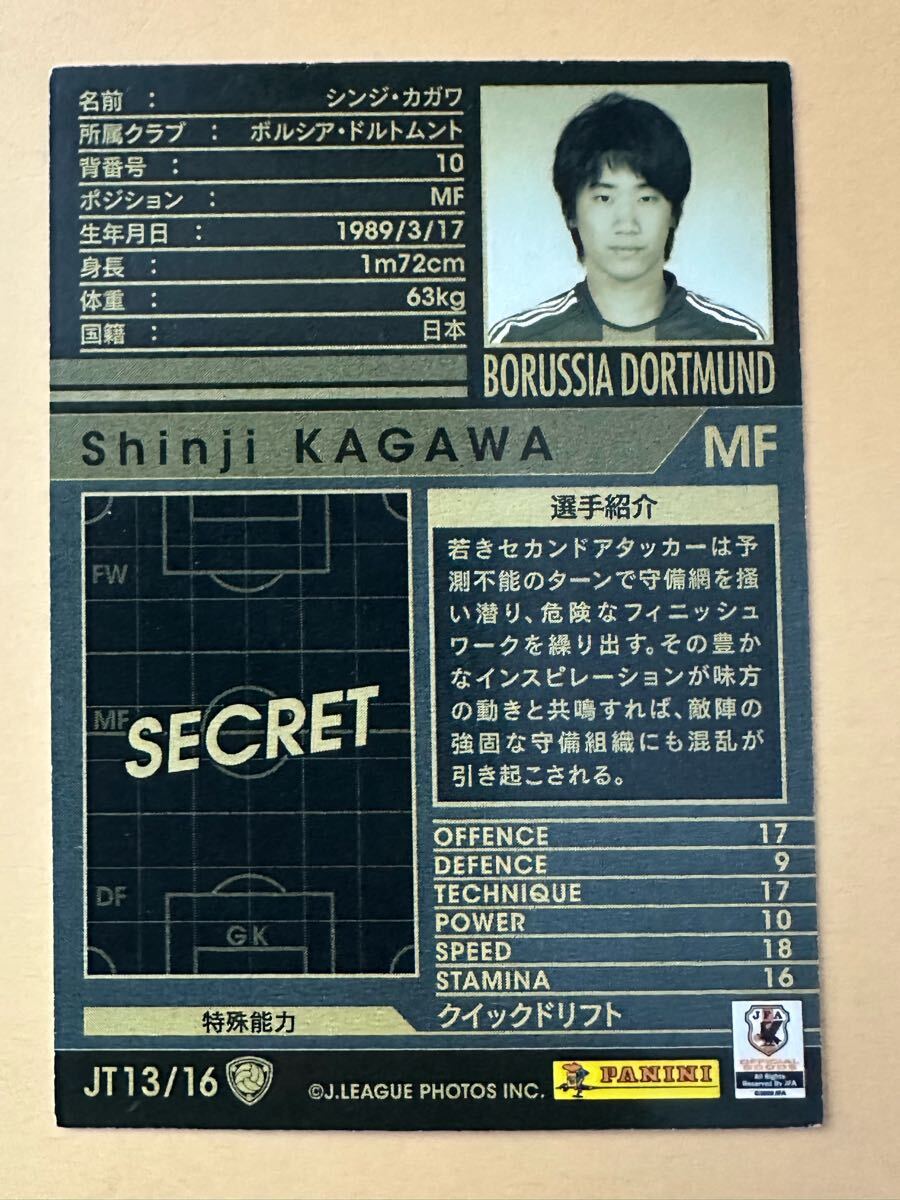 名前 : シンジ・カガワ
所属クラブ : ボルシア・ドルトムント
背番号 : 10
ポジション : MF
生年月日 : 1989/3/17
身長 : 1m72cm
体重 : 63kg
国籍 : 日本
BORUSSIA DORTMUND
Shinji KAGAWA MF
FW
MF
SECRET
DF
GK
選手紹介
若きセカンドアタッカーは予
測不能のターンで守備網を掻
い潜り、危険なフィニッシュ
ワークを繰り出す。その豊か
なインスピレーションが味方
の動きと共鳴すれば、敵陣の
強固な守備組織にも混乱が
引き起こされる。
OFFENCE 17
DEFENCE 9
TECHNIQUE 17
POWER 10
SPEED 18
STAMINA 16
特殊能力 クイックドリフト
JT13/16
©J.LEAGUE PHOTOS INC.
PANINI
JFA
OFFICIAL
GOODS
All Rights
Reserved By JFA